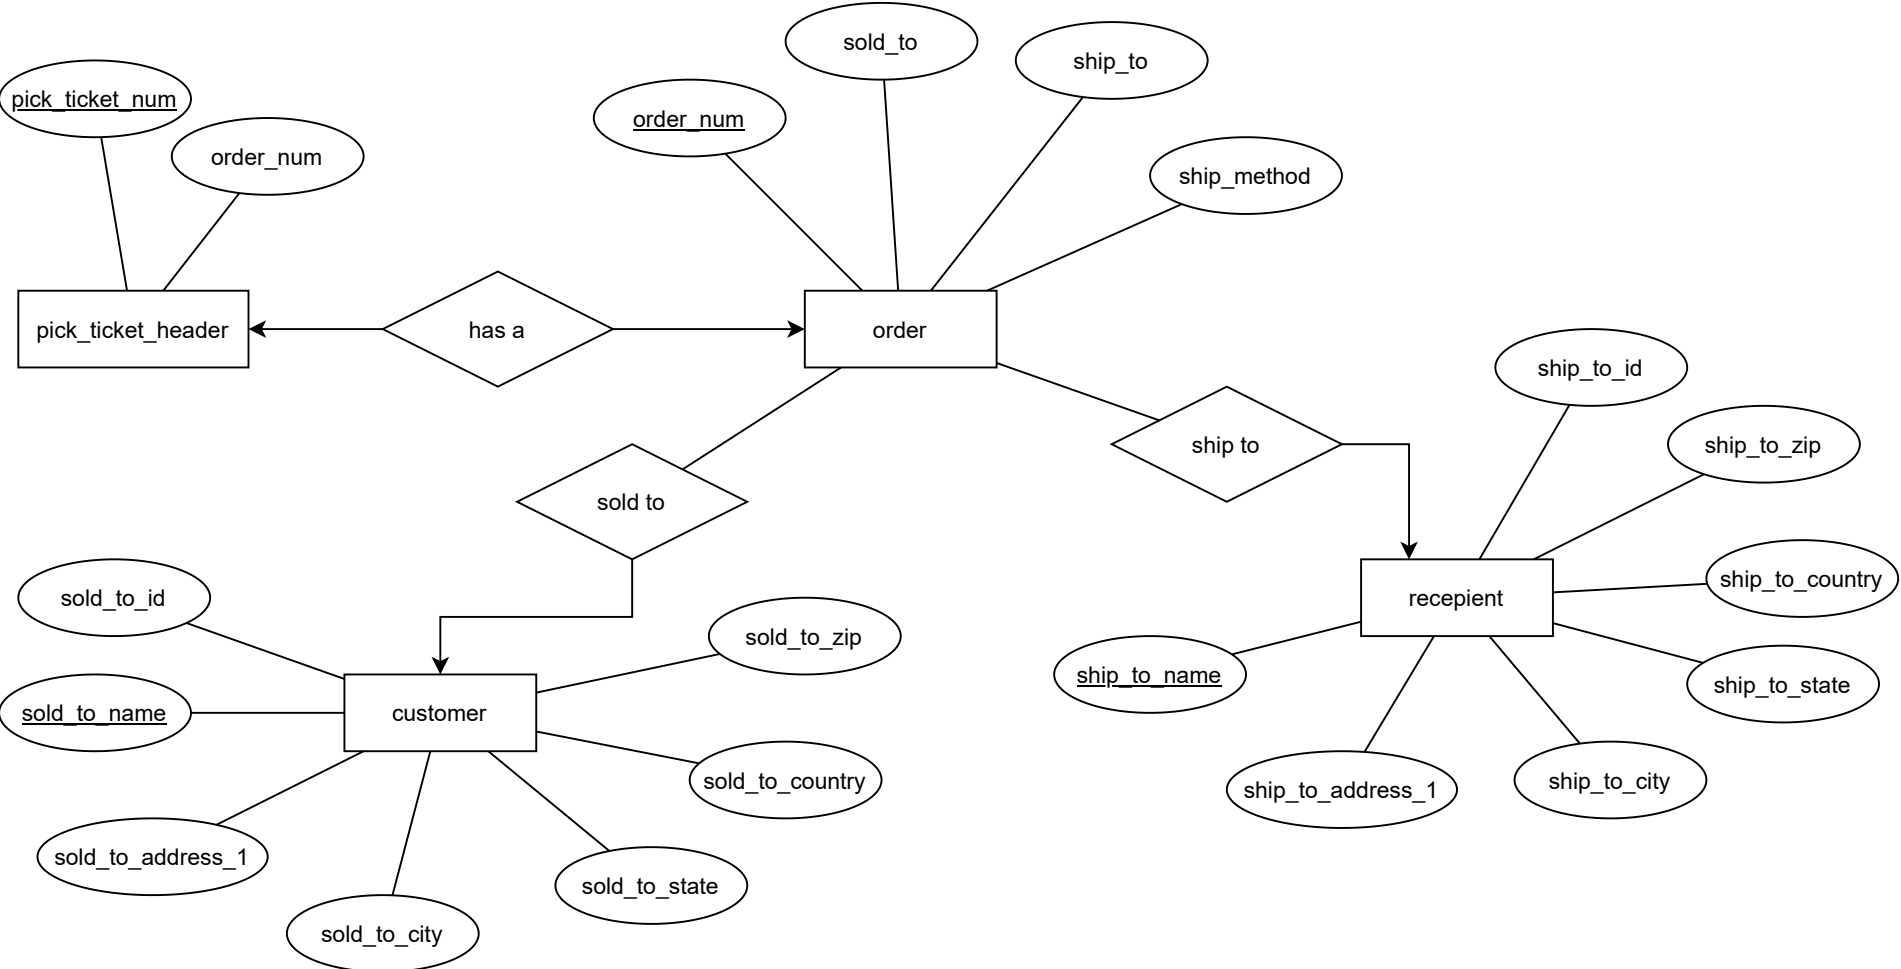 sold_to
ship_to
pick_ticket_num
order_num
order_num
ship_method
pick_ticket_header
has a
order
ship_to_id
ship to
ship_to_zip
sold to
ship_to_country
sold_to_id
recepient
sold_to_zip
ship_to_name
ship_to_state
sold_to_name
customer
sold_to_country
ship_to_address_1
ship_to_city
sold_to_address_1
sold_to_state
sold_to_city